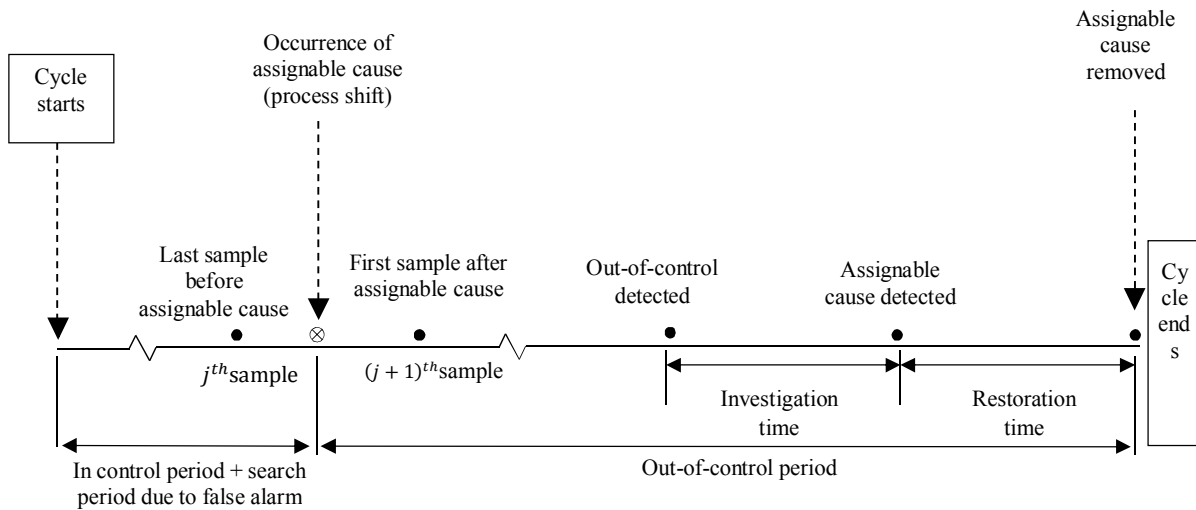 Cycle
starts
Occurrence of
assignable cause
(process shift)
Assignable
cause
removed
Last sample
before
assignable cause
First sample after
assignable cause
Out-of-control
detected
Assignable
cause detected
Cy
cle
end
s
j^{th} sample
(j + 1)^{th} sample
Investigation
time
Restoration
time
In control period + search
period due to false alarm
Out-of-control period